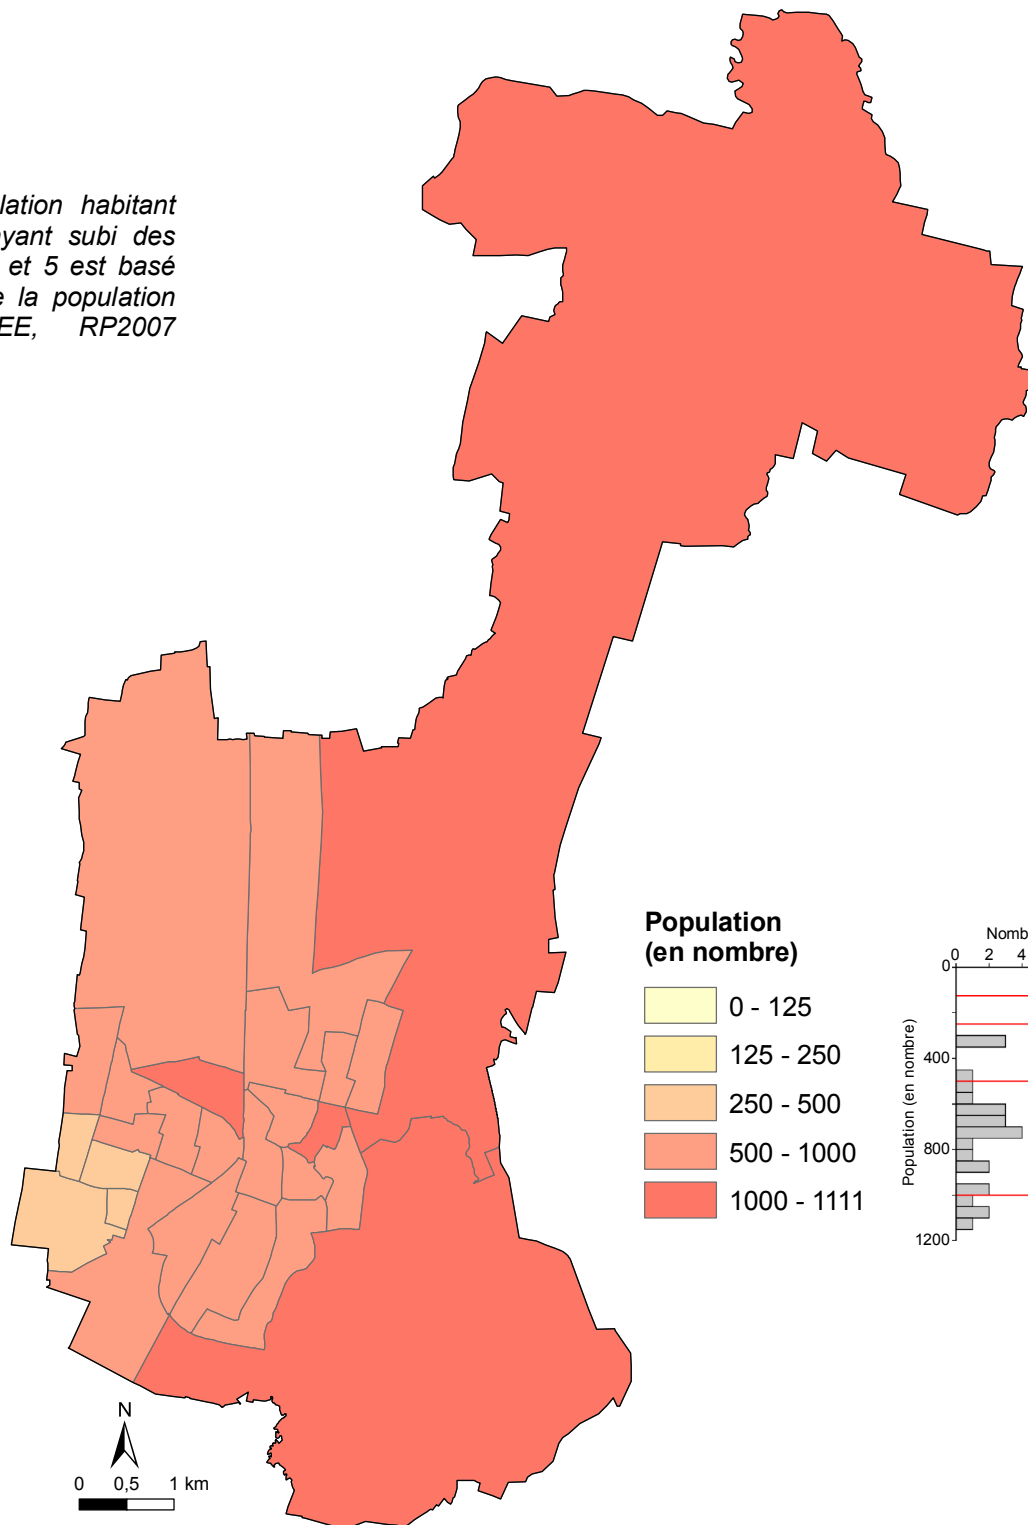 lation habitant
ayant subi des
et 5 est basé
e la population
EE, RP2007
Population
(en nombre)
0 - 125
125 - 250
250 - 500
500 - 1000
1000 - 1111
Nomb
0 2 4
0
400
800
1200
Population (en nombre)
N
0 0,5 1 km